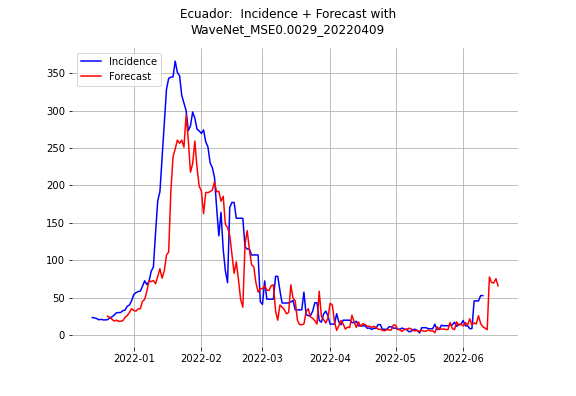 Ecuador:  Incidence + Forecast with
WaveNet_MSE0.0029_20220409
Incidence
Forecast
350
300
250
200
150
100
50
0
2022-01 2022-02 2022-03 2022-04 2022-05 2022-06